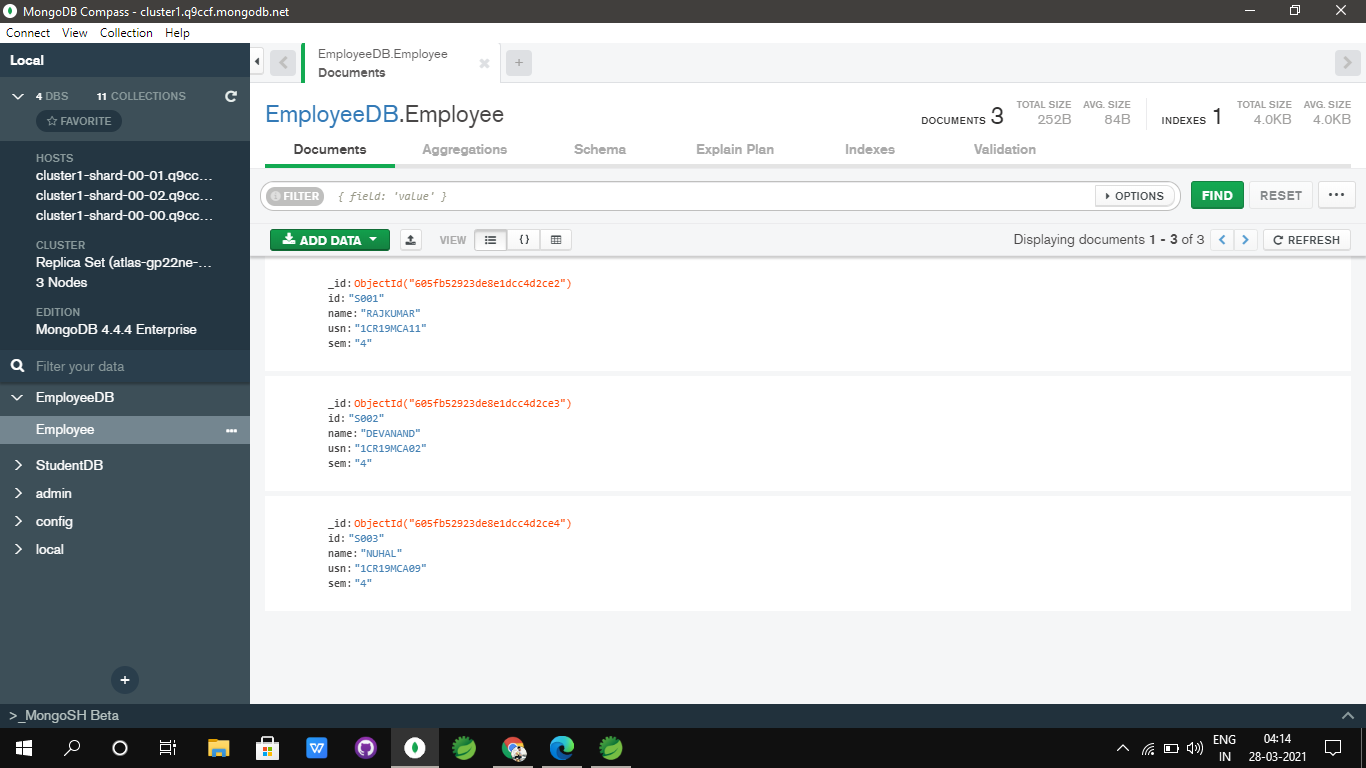 MongoDB Compass - cluster1.q9ccf.mongodb.net
Connect View Collection Help
Local
4 DBS 11 COLLECTIONS
FAVORITE
HOSTS
cluster1-shard-00-01.q9cc...
cluster1-shard-00-02.q9cc...
cluster1-shard-00-00.q9cc...
CLUSTER
Replica Set (atlas-gp22ne-...
3 Nodes
EDITION
MongoDB 4.4.4 Enterprise
Filter your data
EmployeeDB
Employee
StudentDB
admin
config
local
EmployeeDB.Employee
Documents
EmployeeDB.Employee
DOCUMENTS 3 TOTAL SIZE 252B AVG. SIZE 84B INDEXES 1 TOTAL SIZE 4.0KB AVG. SIZE 4.0KB
Documents Aggregations Schema Explain Plan Indexes Validation
FILTER { field: 'value' } OPTIONS FIND RESET ...
ADD DATA VIEW {} Displaying documents 1 - 3 of 3 < > REFRESH
_id: ObjectId("605fb52923de8e1dcc4d2ce2")
id: "S001"
name: "RAJKUMAR"
usn: "1CR19MCA11"
sem: "4"
_id: ObjectId("605fb52923de8e1dcc4d2ce3")
id: "S002"
name: "DEVANAND"
usn: "1CR19MCA02"
sem: "4"
_id: ObjectId("605fb52923de8e1dcc4d2ce4")
id: "S003"
name: "NUHAL"
usn: "1CR19MCA09"
sem: "4"
>_MongoSH Beta
ENG
IN
04:14
28-03-2021